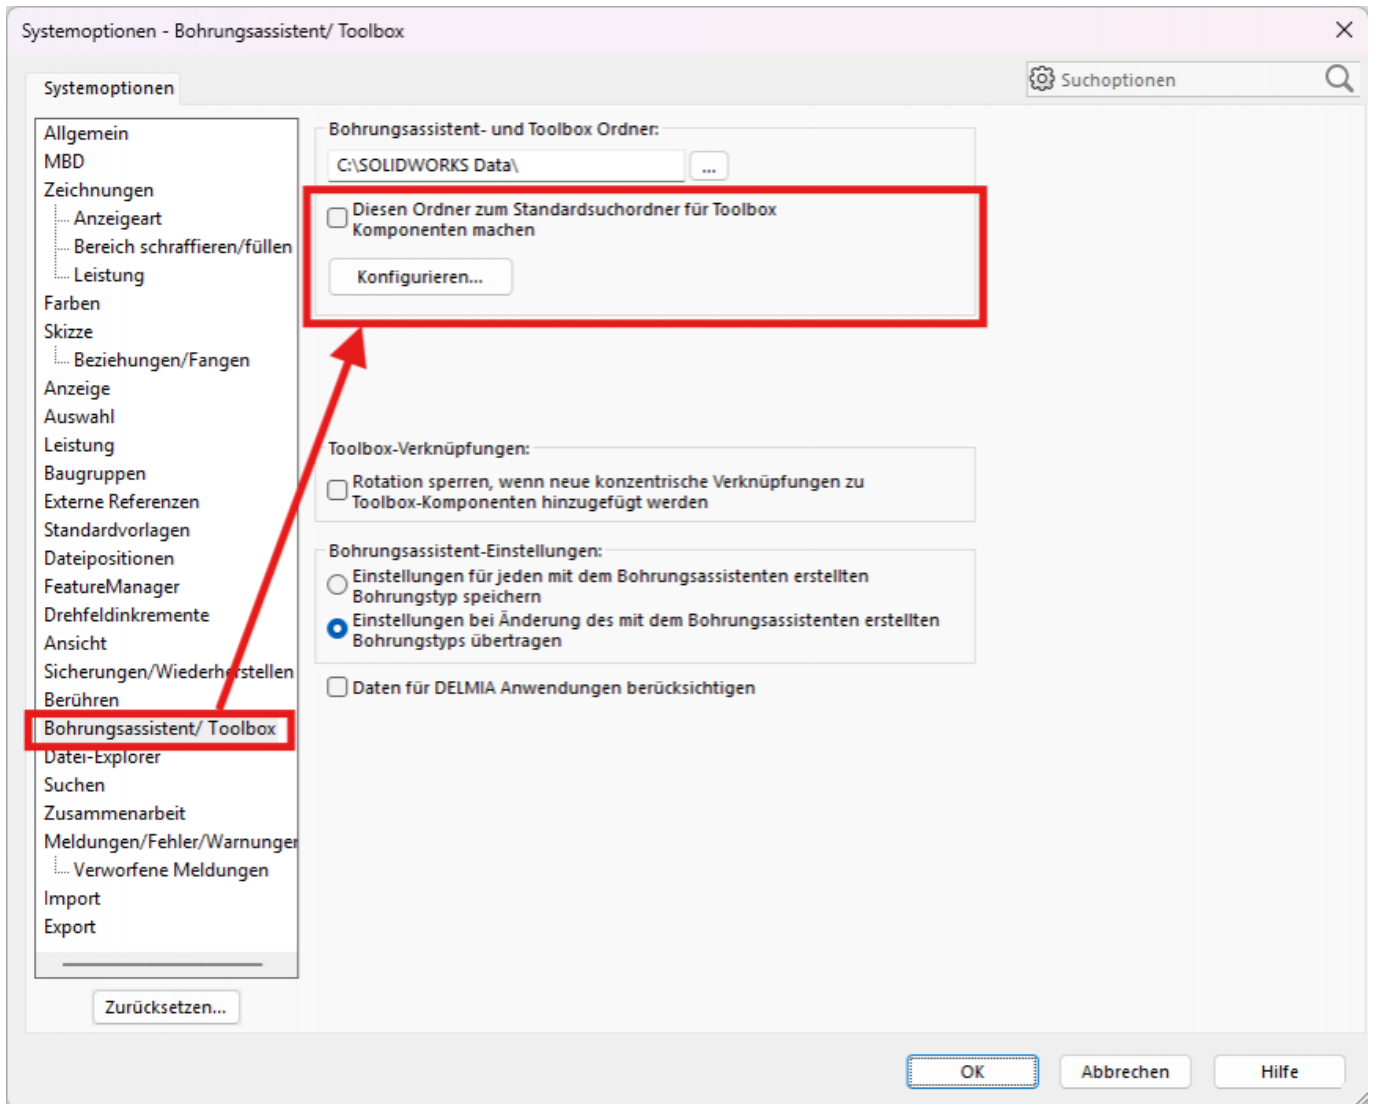 Systemoptionen - Bohrungsassistent/ Toolbox
Systemoptionen
Suchoptionen
Allgemein
MBD
Zeichnungen
Anzeigeart
Bereich schraffieren/füllen
Leistung
Farben
Skizze
Beziehungen/Fangen
Anzeige
Auswahl
Leistung
Baugruppen
Externe Referenzen
Standardvorlagen
Dateipositionen
FeatureManager
Drehfeldinkremente
Ansicht
Sicherungen/Wiederherstellen
Berühren
Bohrungsassistent/ Toolbox
Datei-Explorer
Suchen
Zusammenarbeit
Meldungen/Fehler/Warnunger
Verworfene Meldungen
Import
Export
Zurücksetzen...
Bohrungsassistent- und Toolbox Ordner:
C:\SOLIDWORKS Data\
...
Diesen Ordner zum Standardsuchordner für Toolbox
Komponenten machen
Konfigurieren...
Toolbox-Verknüpfungen:
Rotation sperren, wenn neue konzentrische Verknüpfungen zu
Toolbox-Komponenten hinzugefügt werden
Bohrungsassistent-Einstellungen:
Einstellungen für jeden mit dem Bohrungsassistenten erstellten
Bohrungstyp speichern
Einstellungen bei Änderung des mit dem Bohrungsassistenten erstellten
Bohrungstyps übertragen
Daten für DELMIA Anwendungen berücksichtigen
OK
Abbrechen
Hilfe